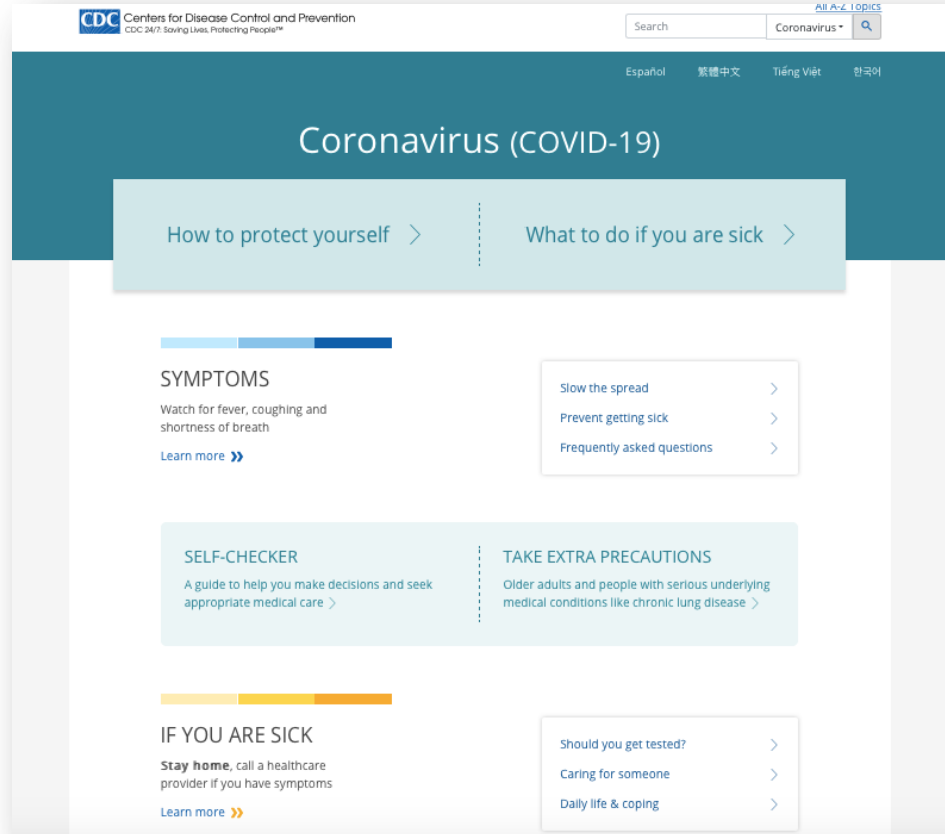 All A-Z Topics
CDC Centers for Disease Control and Prevention
CDC 24/7: Saving Lives, Protecting People™
Search
Coronavirus
Español 繁體中文 Tiếng Việt 한국어
Coronavirus (COVID-19)
How to protect yourself
What to do if you are sick
SYMPTOMS
Watch for fever, coughing and
shortness of breath
Learn more
Slow the spread
Prevent getting sick
Frequently asked questions
SELF-CHECKER
A guide to help you make decisions and seek
appropriate medical care
TAKE EXTRA PRECAUTIONS
Older adults and people with serious underlying
medical conditions like chronic lung disease
IF YOU ARE SICK
Stay home, call a healthcare
provider if you have symptoms
Learn more
Should you get tested?
Caring for someone
Daily life & coping